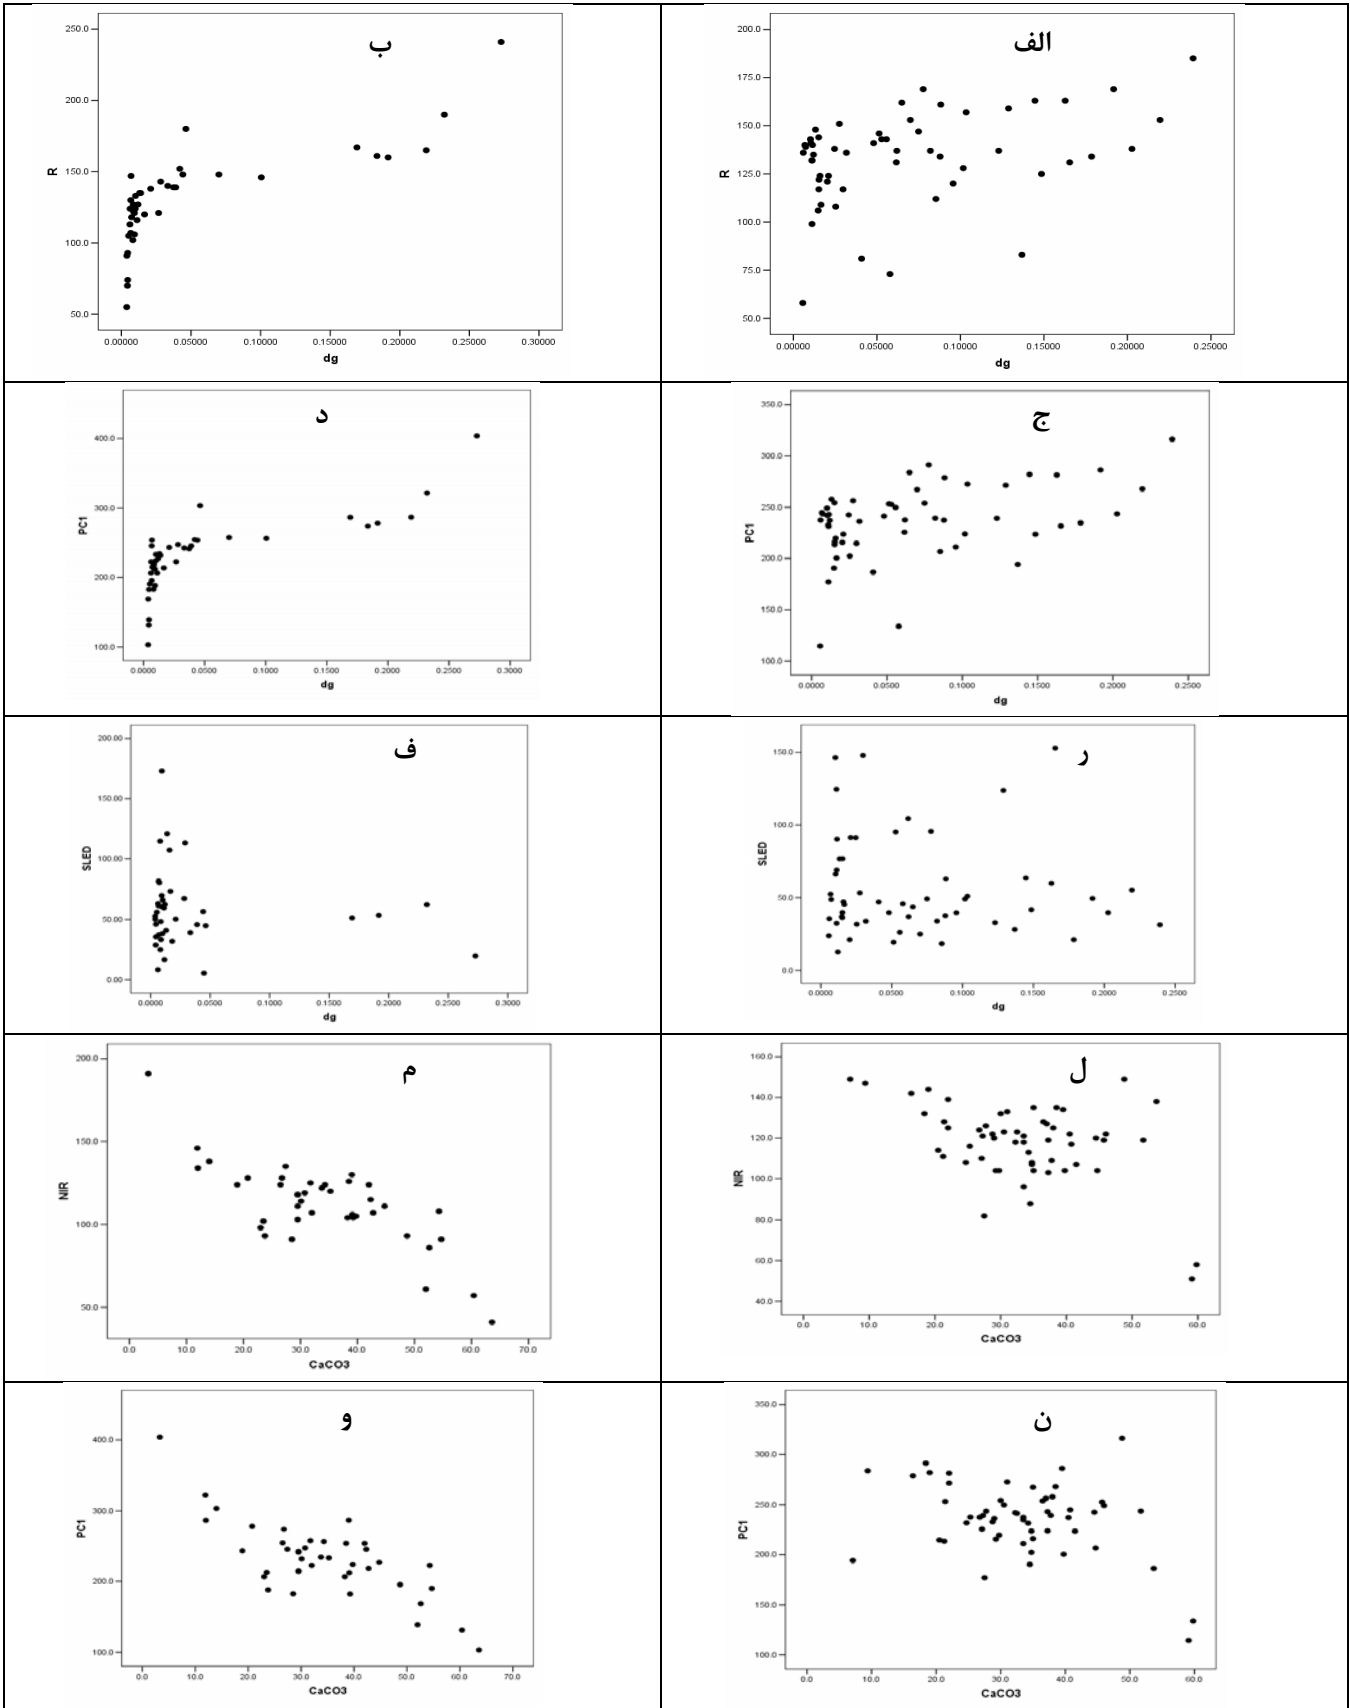 الف
200.0
175.0
150.0
125.0
100.0
75.0
50.0
R
0.00000 0.05000 0.10000 0.15000 0.20000 0.25000
dg
ب
250.0
200.0
150.0
100.0
50.0
R
0.00000 0.05000 0.10000 0.15000 0.20000 0.25000 0.30000
dg
ج
350.0
300.0
250.0
200.0
150.0
100.0
PC1
0.0000 0.0500 0.1000 0.1500 0.2000 0.2500
dg
د
400.0
300.0
200.0
100.0
PC1
0.0000 0.0500 0.1000 0.1500 0.2000 0.2500 0.3000
dg
ر
150.0
100.0
50.0
0.0
SLED
0.0000 0.0500 0.1000 0.1500 0.2000 0.2500
dg
ف
200.00
150.00
100.00
50.00
0.00
SLED
0.0000 0.0500 0.1000 0.1500 0.2000 0.2500 0.3000
dg
ل
160.0
140.0
120.0
100.0
80.0
60.0
40.0
NIR
0.0 10.0 20.0 30.0 40.0 50.0 60.0
CaCO3
م
200.0
150.0
100.0
50.0
NIR
0.0 10.0 20.0 30.0 40.0 50.0 60.0 70.0
CaCO3
ن
350.0
300.0
250.0
200.0
150.0
100.0
PC1
0.0 10.0 20.0 30.0 40.0 50.0 60.0
CaCO3
و
400.0
300.0
200.0
100.0
PC1
0.0 10.0 20.0 30.0 40.0 50.0 60.0 70.0
CaCO3